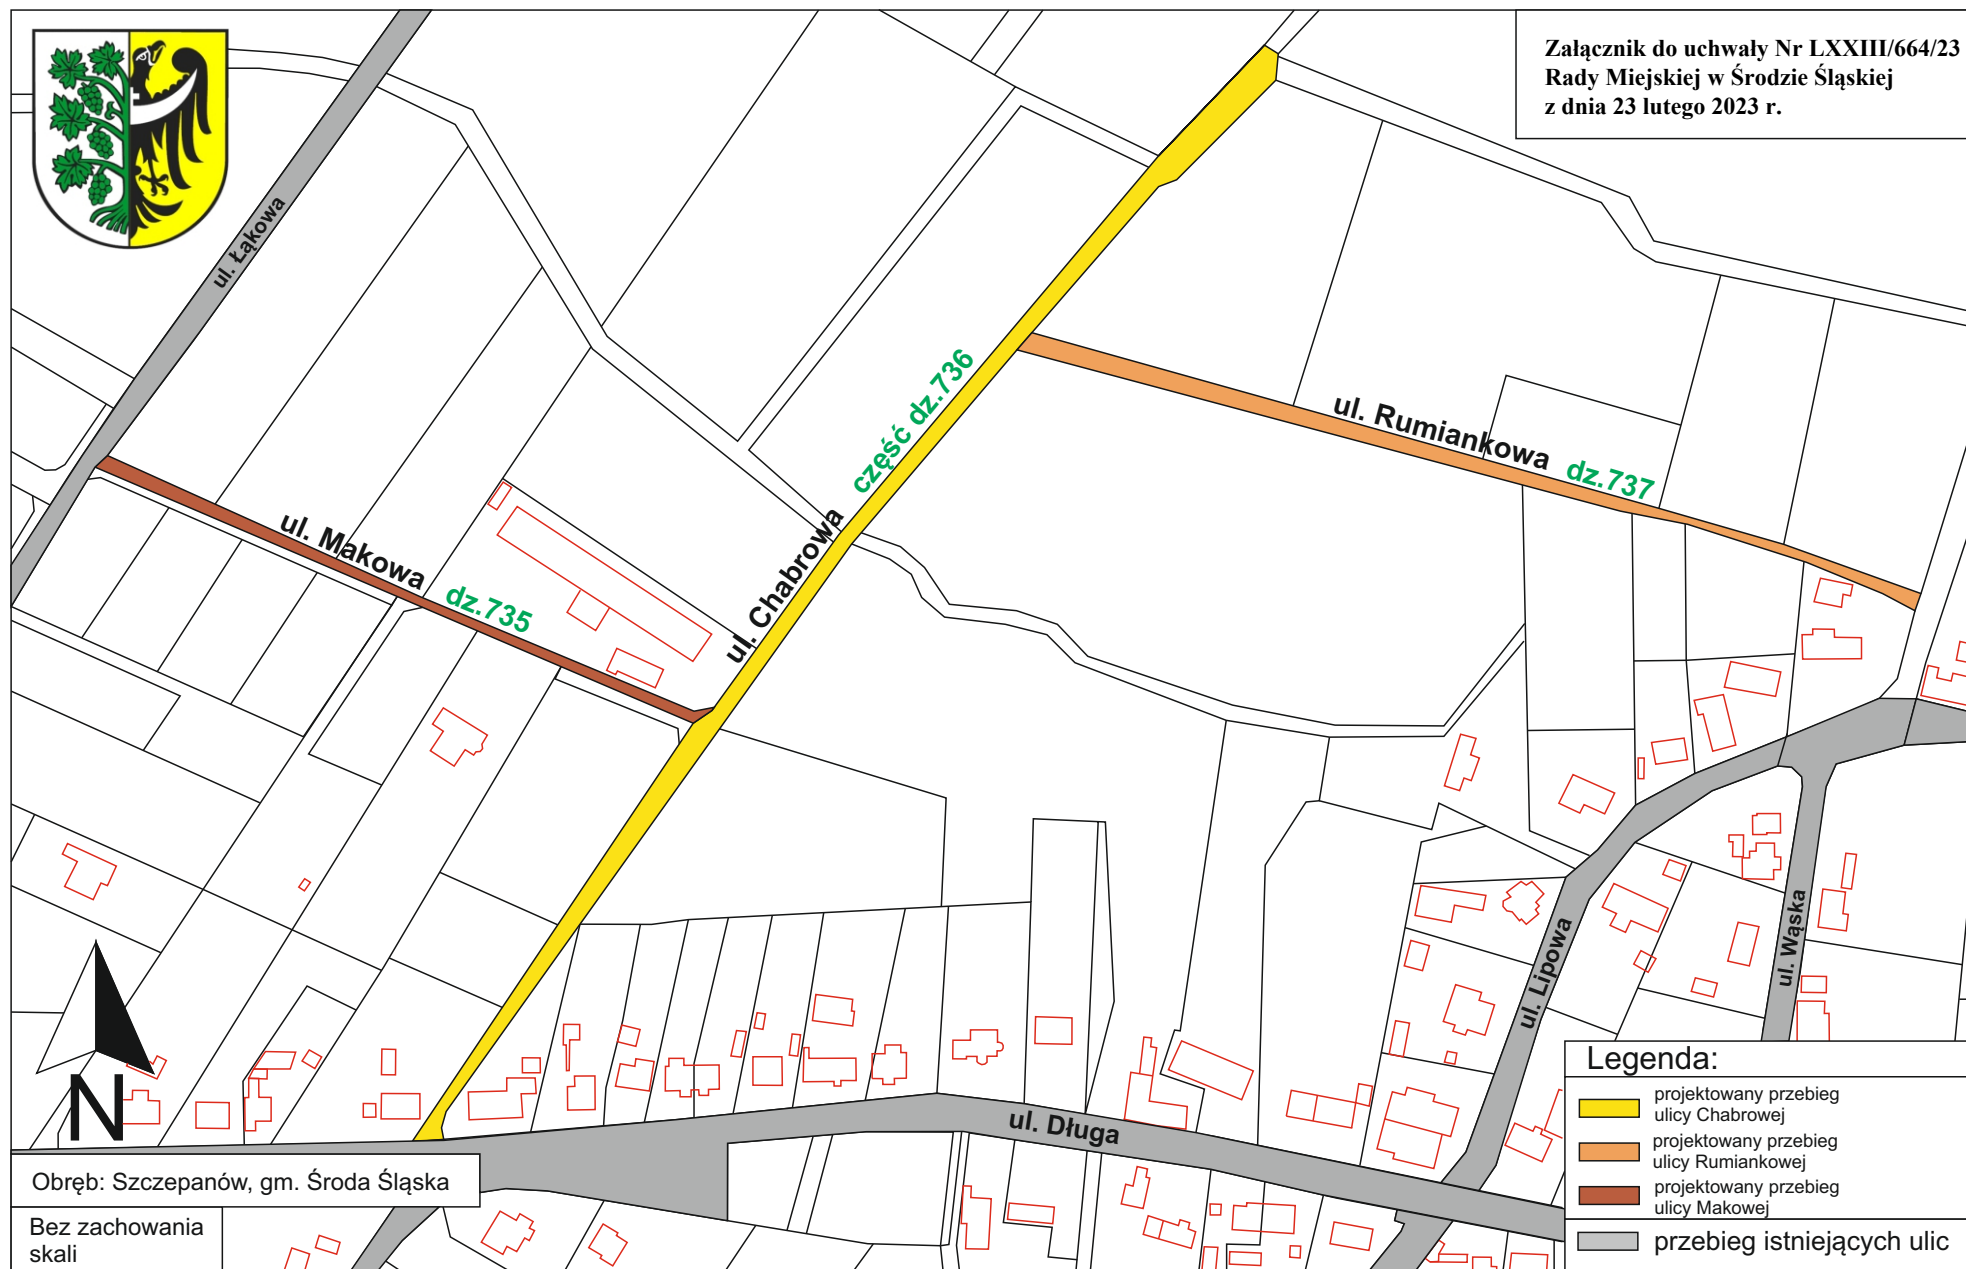 Załącznik do uchwały Nr LXXIII/664/23
Rady Miejskiej w Środzie Śląskiej
z dnia 23 lutego 2023 r.
ul. Łąkowa
część dz.736
ul. Rumiankowa
dz.737
ul. Makowa
dz.735
ul. Chabrowa
ul. Lipowa
ul. Wąska
ul. Długa
N
Obręb: Szczepanów, gm. Środa Śląska
Bez zachowania
skali
Legenda:
projektowany przebieg
ulicy Chabrowej
projektowany przebieg
ulicy Rumiankowej
projektowany przebieg
ulicy Makowej
przebieg istniejących ulic